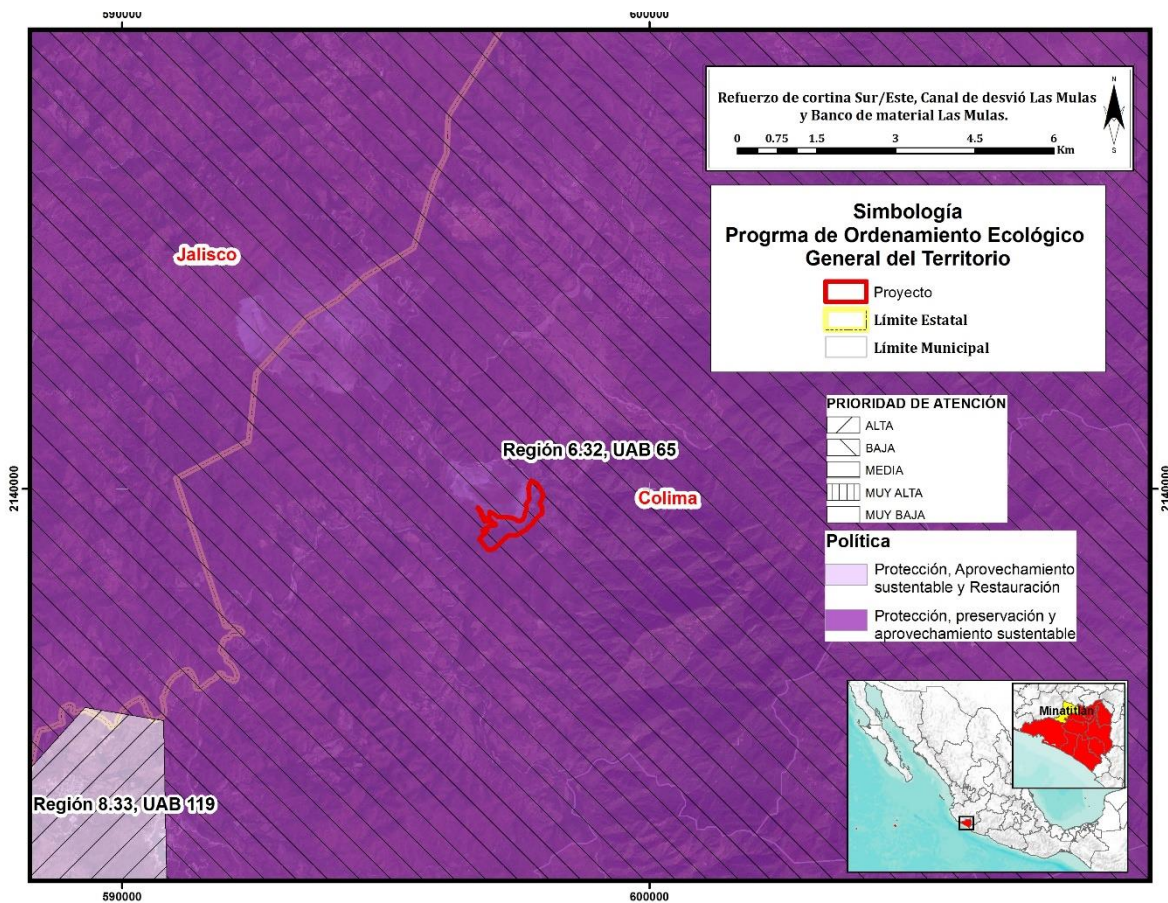 590000
600000
Refuerzo de cortina Sur/Este, Canal de desvió Las Mulas
y Banco de material Las Mulas.
N
0 0.75 1.5 3 4.5 6
Km
S
Simbología
Progrma de Ordenamiento Ecológico
General del Territorio
Proyecto
Límite Estatal
Límite Municipal
Jalisco
PRIORIDAD DE ATENCIÓN
ALTA
BAJA
MEDIA
MUY ALTA
MUY BAJA
Región 6.32, UAB 65
Colima
2140000
2140000
Política
Protección, Aprovechamiento
sustentable y Restauración
Protección, preservación y
aprovechamiento sustentable
Minatitlán
Región 8.33, UAB 119
590000
600000